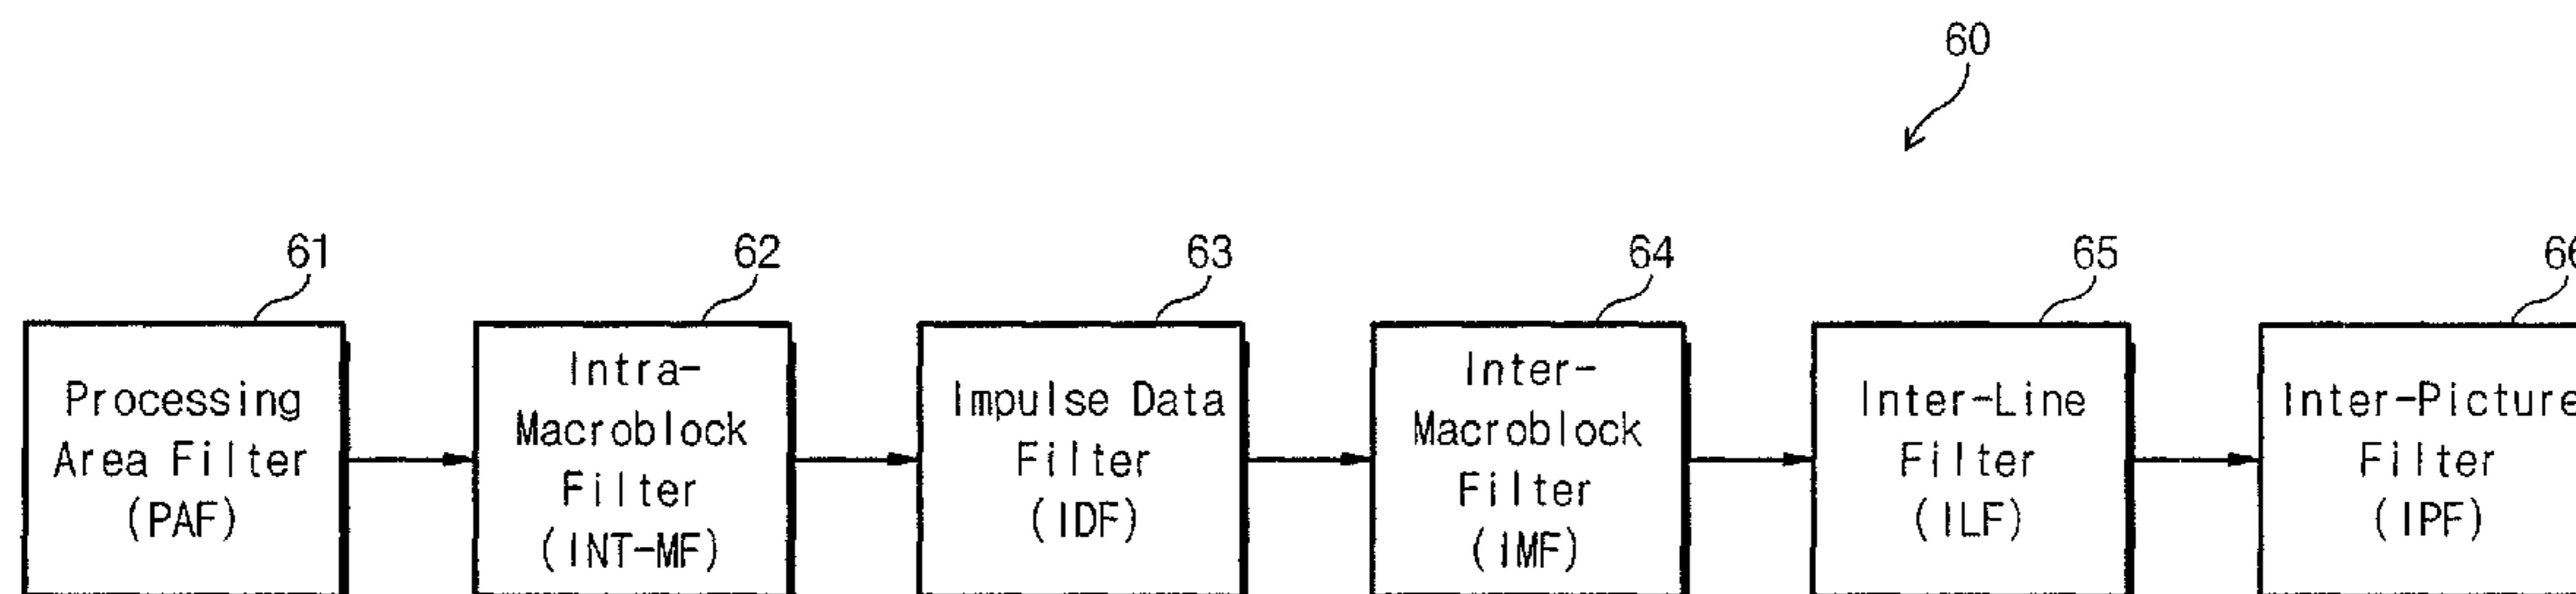 60
61
62
63
64
65
66
Processing
Area Filter
(PAF)
Intra-
Macroblock
Filter
(INT-MF)
Impulse Data
Filter
(IDF)
Inter-
Macroblock
Filter
(IMF)
Inter-Line
Filter
(ILF)
Inter-Picture
Filter
(IPF)